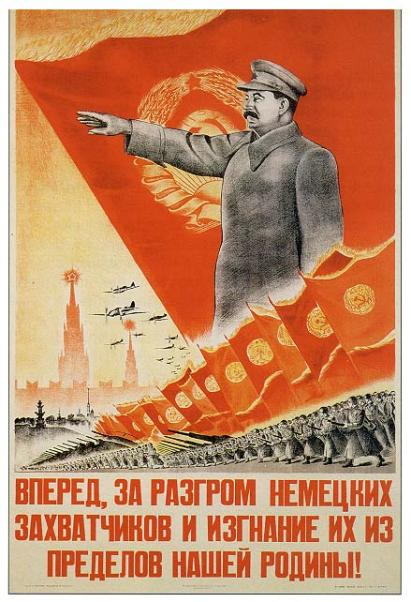 ВПЕРЕД, ЗА РАЗГРОМ НЕМЕЦКИХ
ЗАХВАТЧИКОВ И ИЗГНАНИЕ ИХ ИЗ
ПРЕДЕЛОВ НАШЕЙ РОДИНЫ!